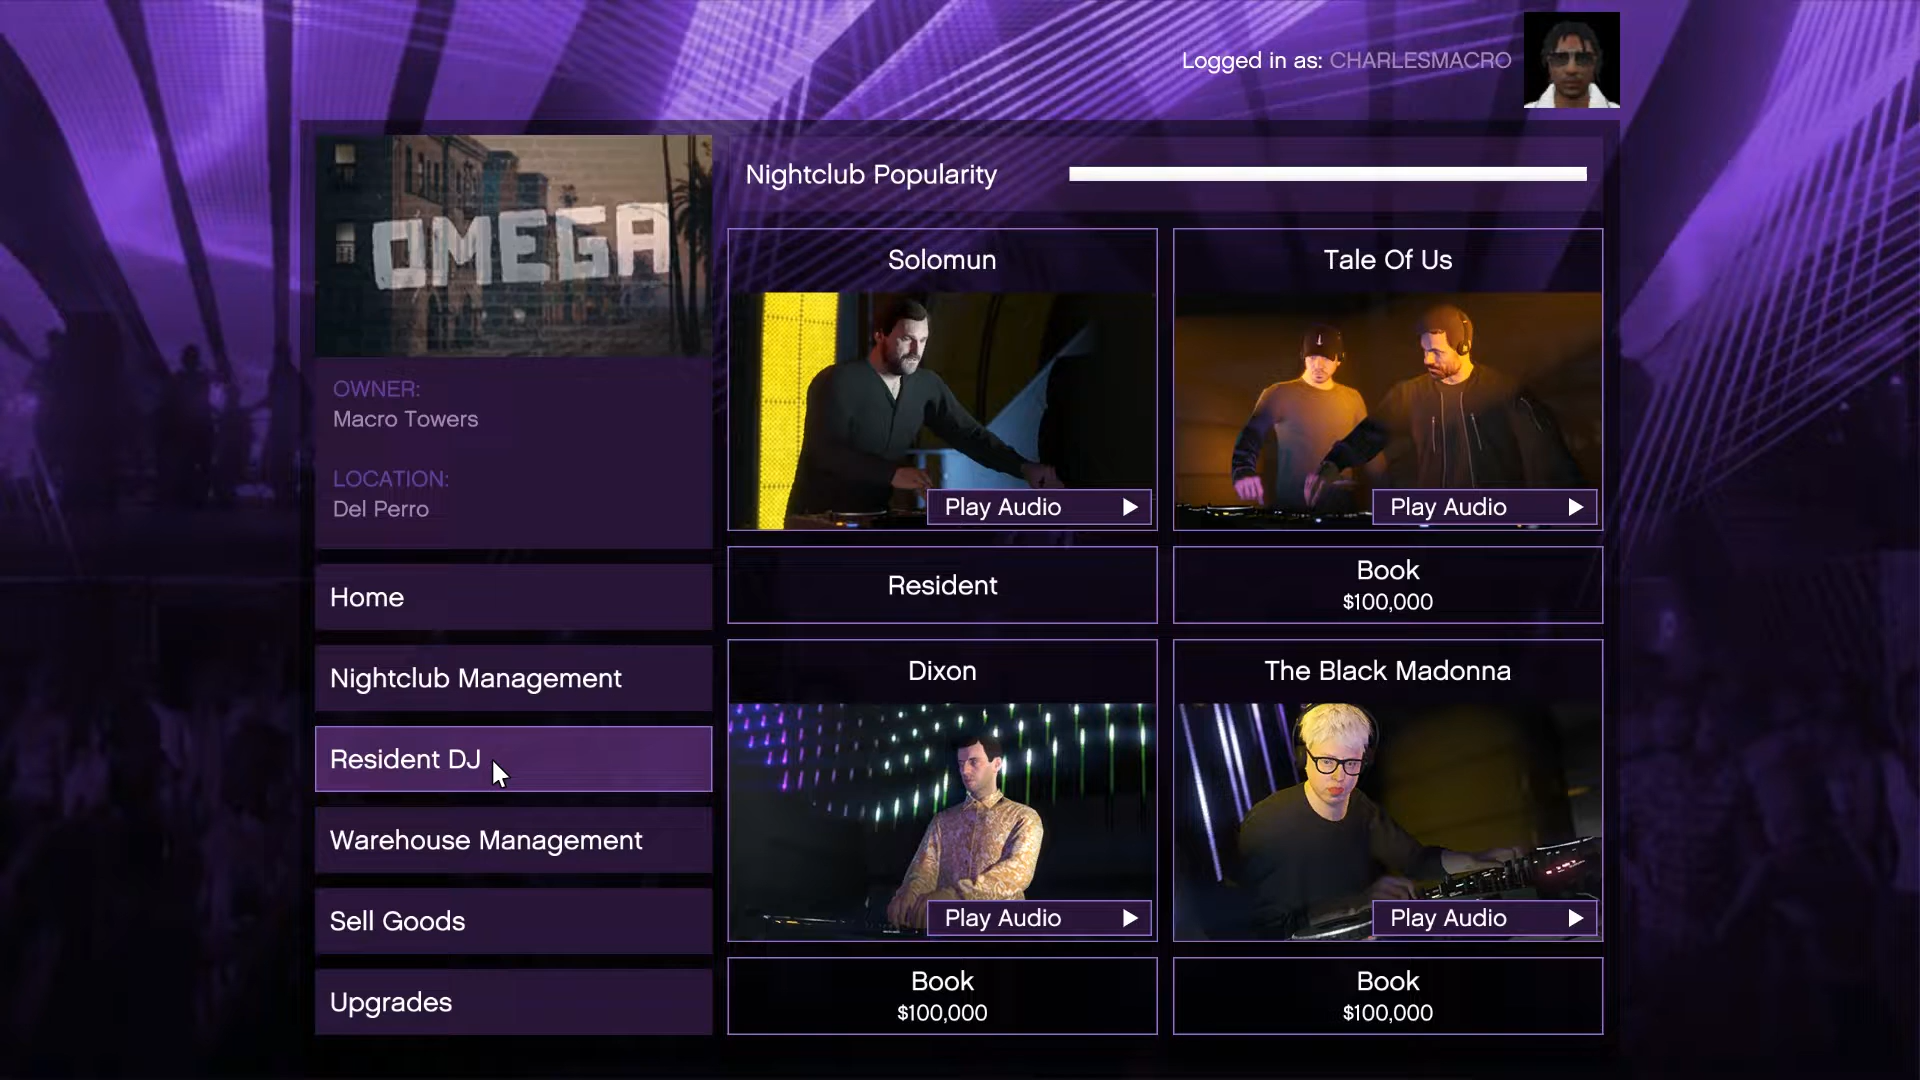 Logged in as: CHARLESMACRO
OMEGA
OWNER:
Macro Towers
LOCATION:
Del Perro
Home
Nightclub Management
Resident DJ
Warehouse Management
Sell Goods
Upgrades
Nightclub Popularity
Solomun
Play Audio
Resident
Tale Of Us
Play Audio
Book
$100,000
Dixon
Play Audio
Book
$100,000
The Black Madonna
Play Audio
Book
$100,000